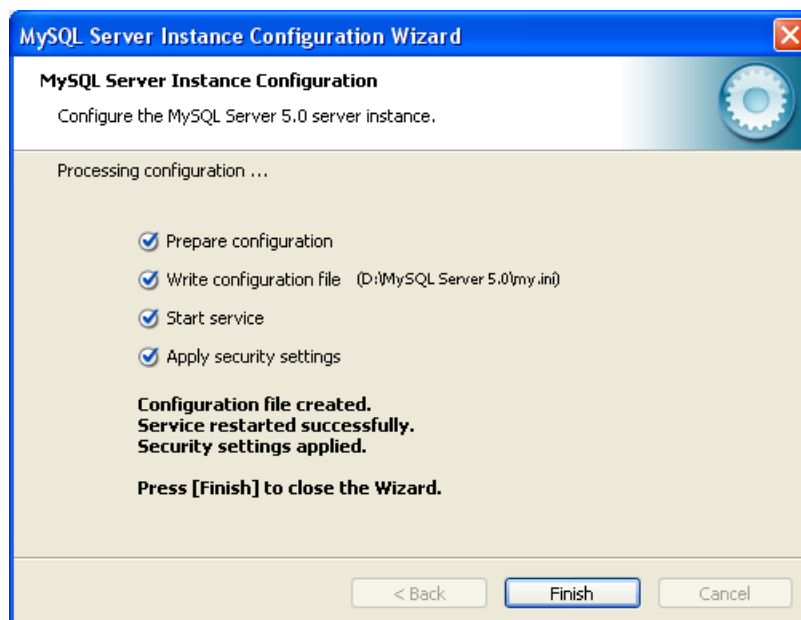 MySQL Server Instance Configuration Wizard
MySQL Server Instance Configuration
Configure the MySQL Server 5.0 server instance.
Processing configuration ...
Prepare configuration
Write configuration file (D:\MySQL Server 5.0\my.ini)
Start service
Apply security settings
Configuration file created.
Service restarted successfully.
Security settings applied.
Press [Finish] to close the Wizard.
< Back Finish Cancel